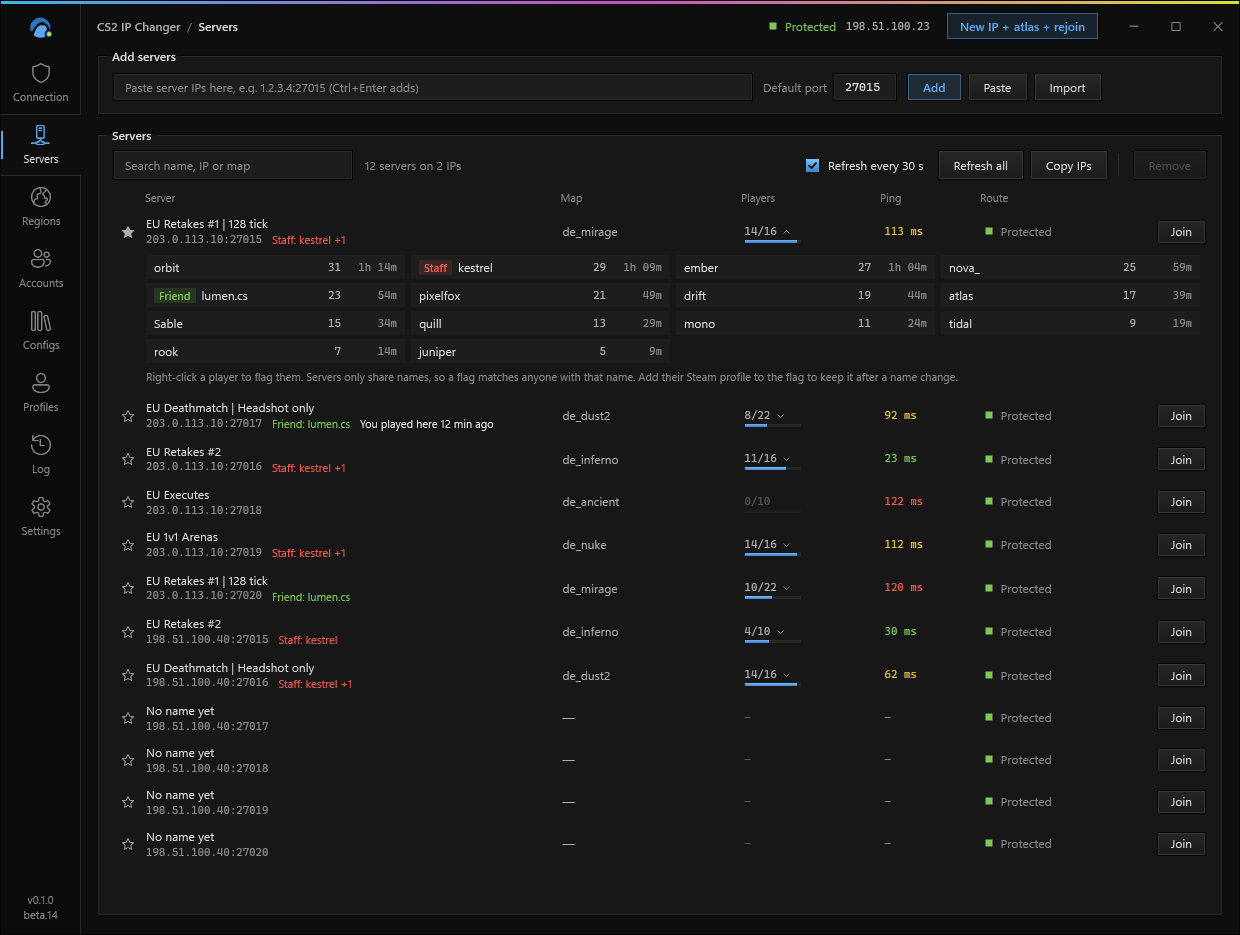 CS2 IP Changer / Servers
Protected 198.51.100.23 New IP + atlas + rejoin
Connection
Servers
Regions
Accounts
Configs
Profiles
Log
Settings
v0.1.0
beta.14
Add servers
Paste server IPs here, e.g. 1.2.3.4:27015 (Ctrl+Enter adds) Default port 27015 Add Paste Import
Servers
Search name, IP or map 12 servers on 2 IPs Refresh every 30 s Refresh all Copy IPs Remove
Server Map Players Ping Route
EU Retakes #1 | 128 tick
203.0.113.10:27015 Staff: kestrel +1 de_mirage 14/16 113 ms Protected Join
orbit 31 1h 14m Staff kestrel 29 1h 09m ember 27 1h 04m nova_ 25 59m
Friend lumen.cs 23 54m pixelfox 21 49m drift 19 44m atlas 17 39m
Sable 15 34m quill 13 29m mono 11 24m tidal 9 19m
rook 7 14m juniper 5 9m
Right-click a player to flag them. Servers only share names, so a flag matches anyone with that name. Add their Steam profile to the flag to keep it after a name change.
EU Deathmatch | Headshot only
203.0.113.10:27017 Friend: lumen.cs You played here 12 min ago de_dust2 8/22 92 ms Protected Join
EU Retakes #2
203.0.113.10:27016 Staff: kestrel +1 de_inferno 11/16 23 ms Protected Join
EU Executes
203.0.113.10:27018 de_ancient 0/10 122 ms Protected Join
EU 1v1 Arenas
203.0.113.10:27019 Staff: kestrel +1 de_nuke 14/16 112 ms Protected Join
EU Retakes #1 | 128 tick
203.0.113.10:27020 Friend: lumen.cs de_mirage 10/22 120 ms Protected Join
EU Retakes #2
198.51.100.40:27015 Staff: kestrel de_inferno 4/10 30 ms Protected Join
EU Deathmatch | Headshot only
198.51.100.40:27016 Staff: kestrel +1 de_dust2 14/16 62 ms Protected Join
No name yet
198.51.100.40:27017 — – – Protected Join
No name yet
198.51.100.40:27018 — – – Protected Join
No name yet
198.51.100.40:27019 — – – Protected Join
No name yet
198.51.100.40:27020 — – – Protected Join